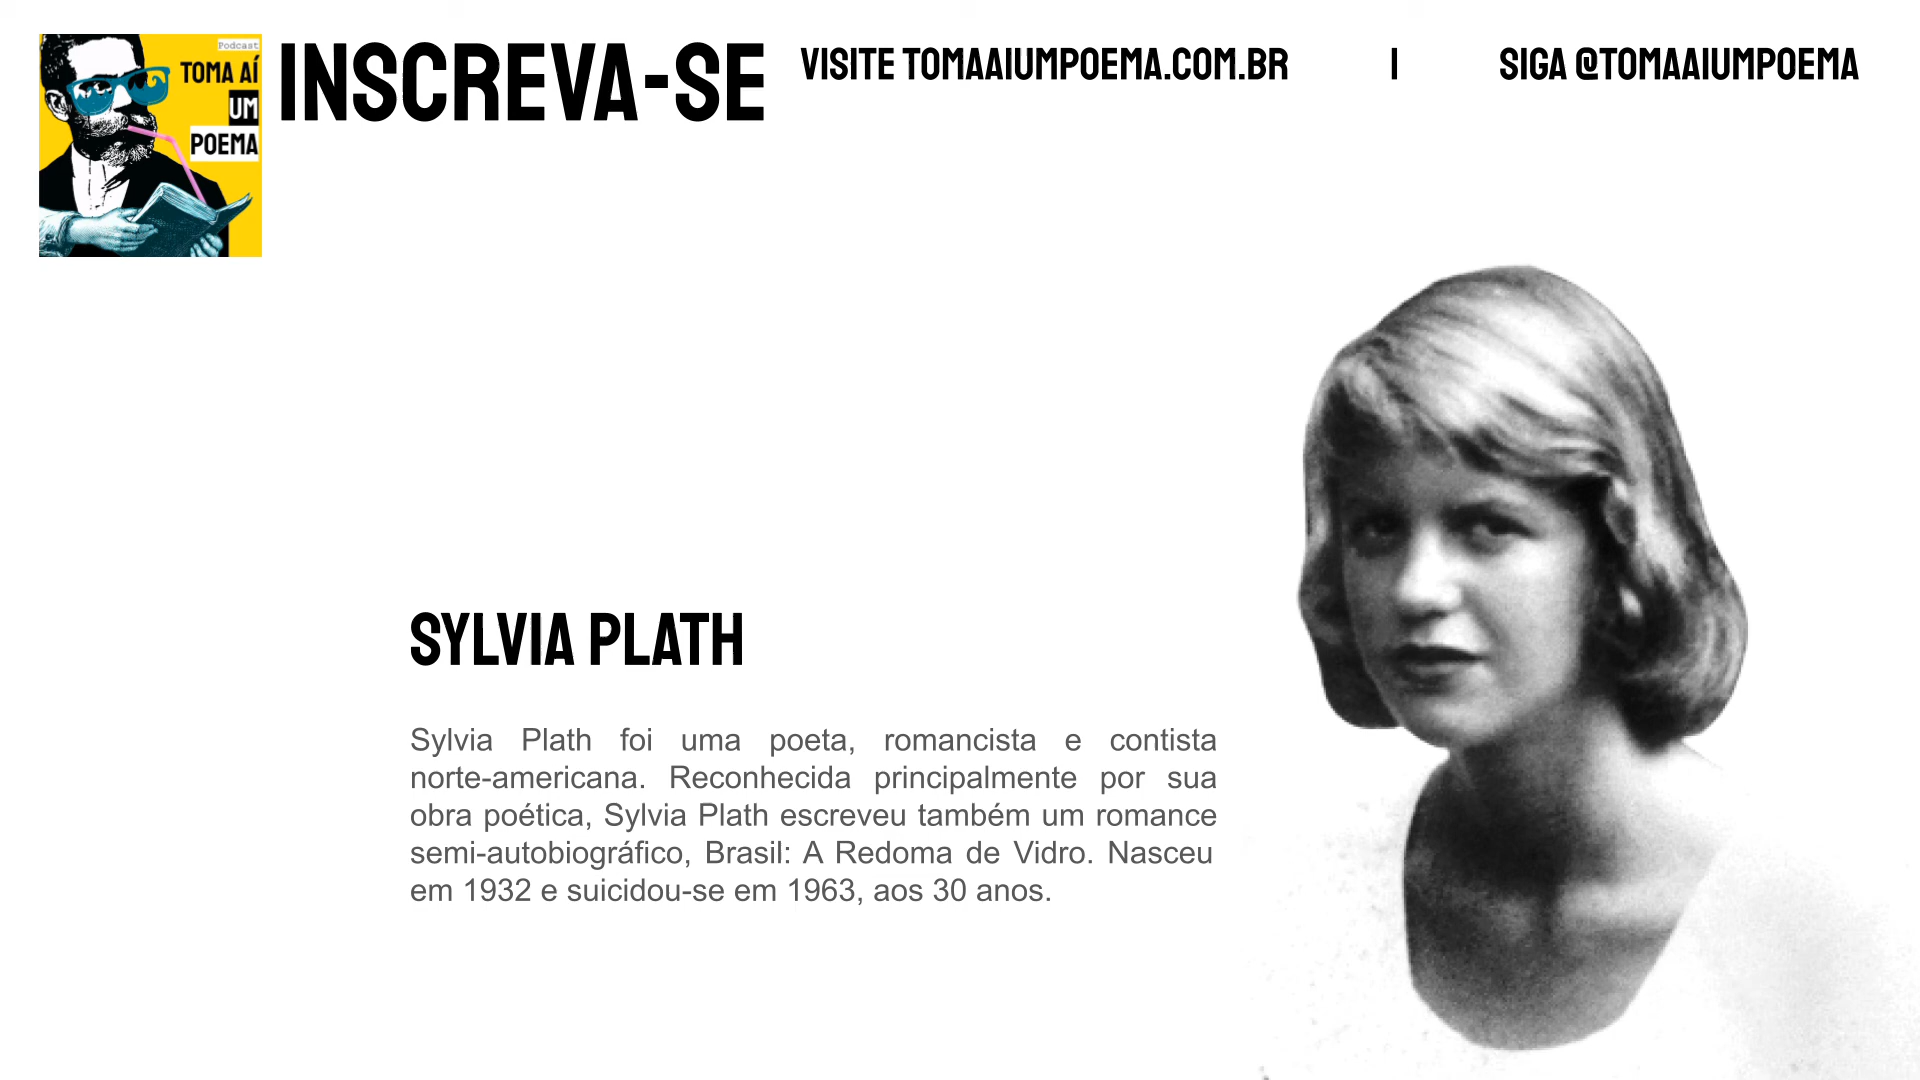 Podcast
TOMA AÍ
UM
POEMA
INSCREVA-SE
VISITE TOMAAIUMPOEMA.COM.BR | SIGA @TOMAAIUMPOEMA
SYLVIA PLATH
Sylvia Plath foi uma poeta, romancista e contista
norte-americana. Reconhecida principalmente por sua
obra poética, Sylvia Plath escreveu também um romance
semi-autobiográfico, Brasil: A Redoma de Vidro. Nasceu
em 1932 e suicidou-se em 1963, aos 30 anos.